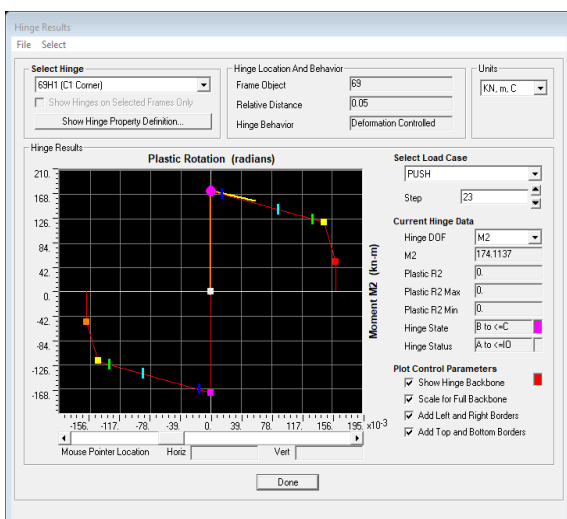 Hinge Results
File Select
Select Hinge
69H1 (C1 Corner)
Show Hinges on Selected Frames Only
Show Hinge Property Definition...
Hinge Location And Behavior
Frame Object 69
Relative Distance 0.05
Hinge Behavior Deformation Controlled
Units
KN, m, C
Hinge Results
Plastic Rotation (radians)
210.
168.
126.
84.
42.
0.
-42.
-84.
-126.
-168.
-156. -117. -78. -39. 0. 39. 78. 117. 156. 195. x10-3
Moment M2 (kn-m)
Mouse Pointer Location Horiz Vert
Select Load Case
PUSH
Step 23
Current Hinge Data
Hinge DOF M2
M2 174.1137
Plastic R2 0.
Plastic R2 Max 0.
Plastic R2 Min 0.
Hinge State B to <=C
Hinge Status A to <=IO
Plot Control Parameters
Show Hinge Backbone
Scale for Full Backbone
Add Left and Right Borders
Add Top and Bottom Borders
Done